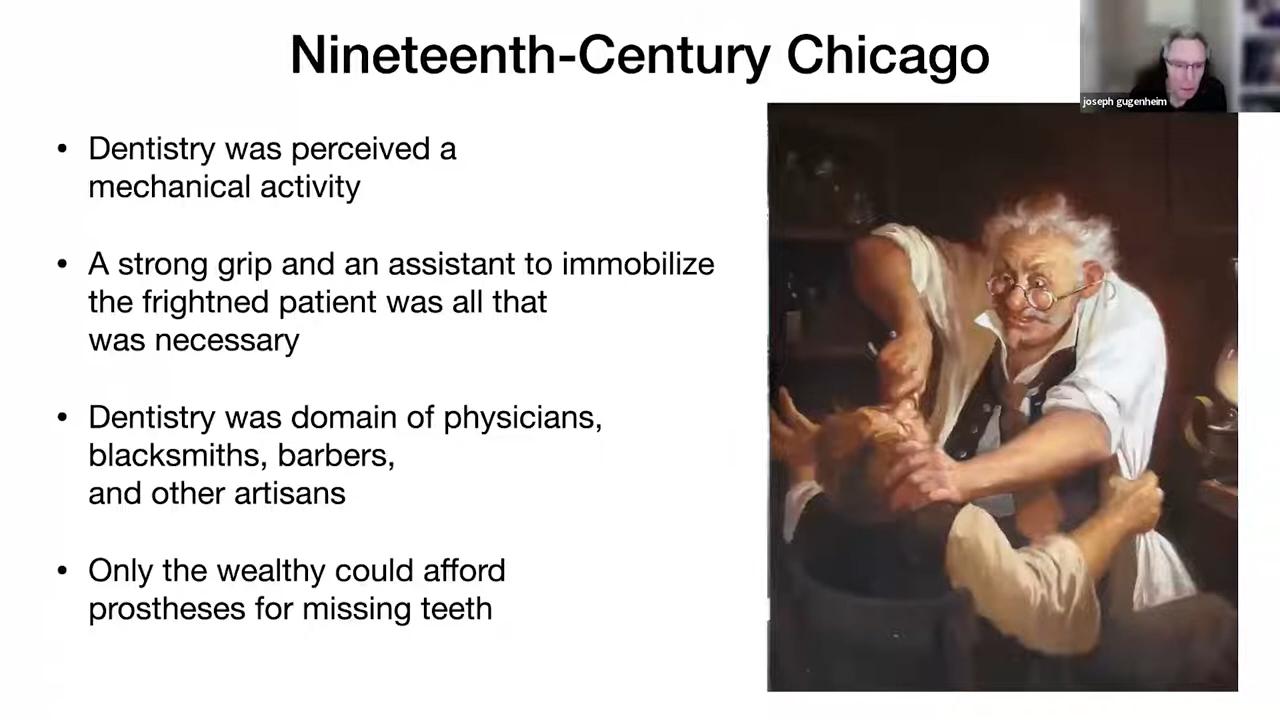 Nineteenth-Century Chicago
joseph gugenheim
• Dentistry was perceived a
mechanical activity
• A strong grip and an assistant to immobilize
the frightned patient was all that
was necessary
• Dentistry was domain of physicians,
blacksmiths, barbers,
and other artisans
• Only the wealthy could afford
prostheses for missing teeth